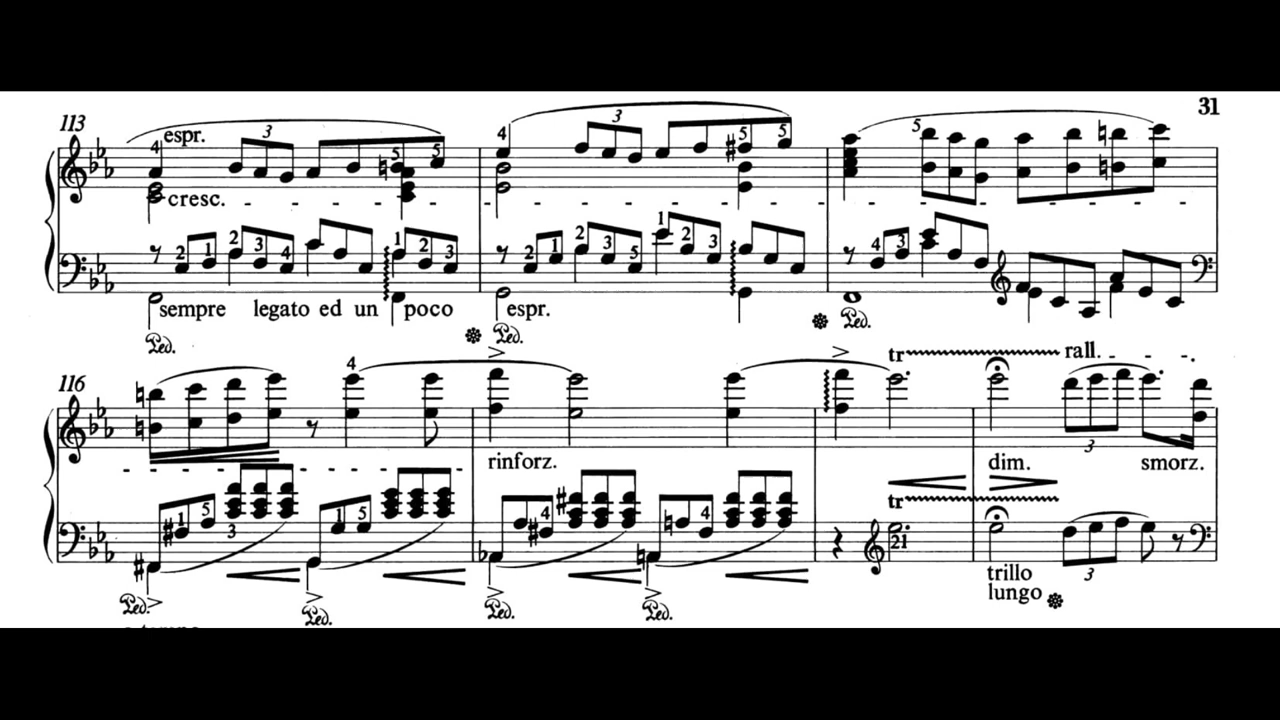 31
113
espr.
cresc.
sempre legato ed un poco espr.
Ped. Ped. Ped.
116
tr rall.
rinforz. dim. smorz.
tr
trillo
lungo
Ped. Ped. Ped. Ped.